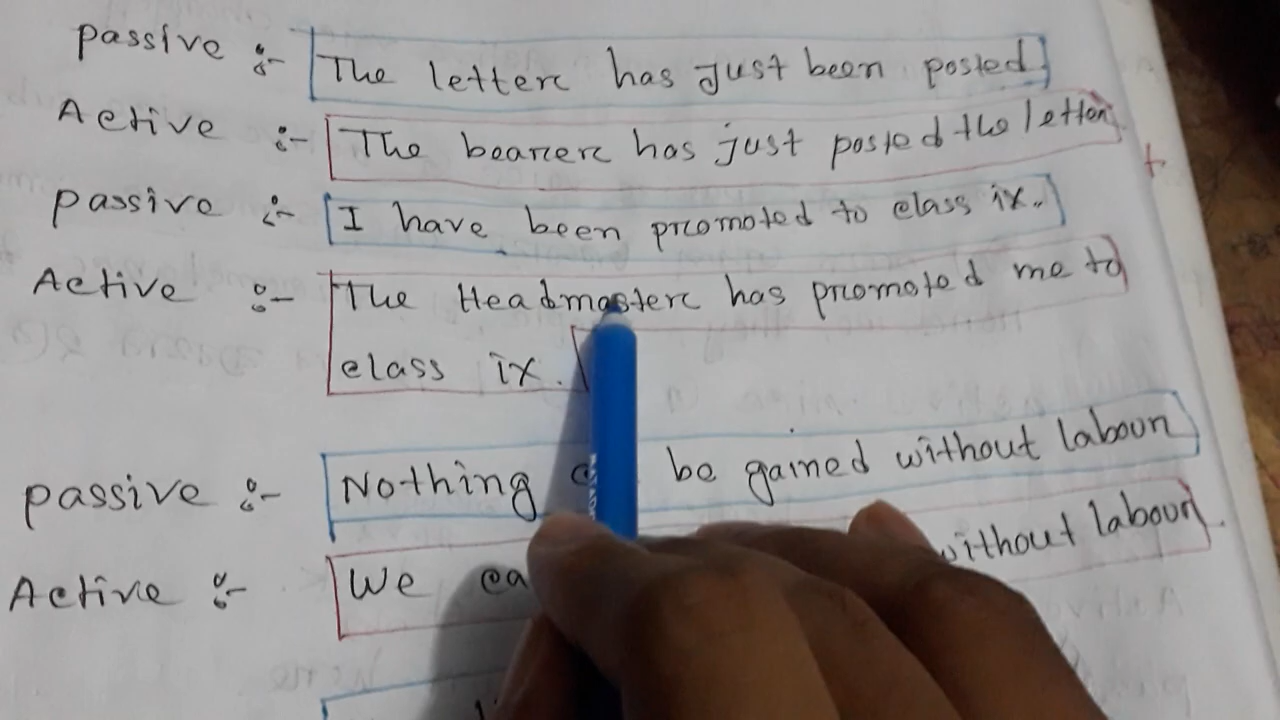 passive :- The letter has just been posted.
Active :- The bearer has just posted the letter.
passive :- I have been promoted to class ix.
Active :- The Headmaster has promoted me to
class ix.
passive :- Nothing be gained without labour
Active :- We without labour.